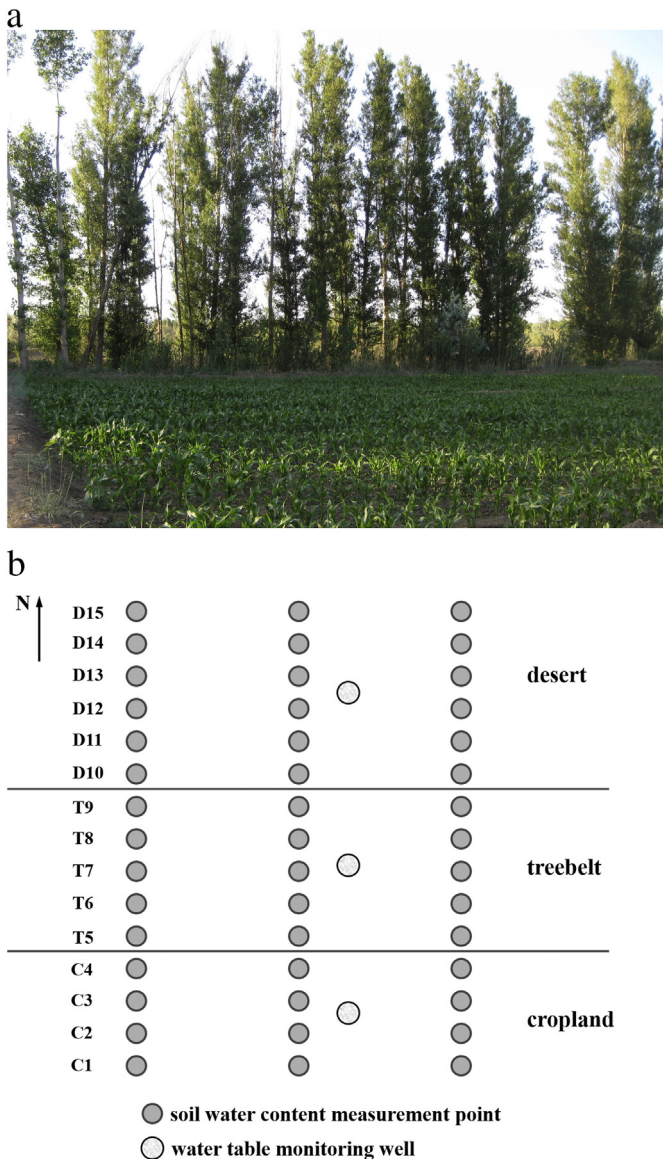 a
b
N
D15
D14
D13
desert
D12
D11
D10
T9
T8
T7
treebelt
T6
T5
C4
C3
cropland
C2
C1
soil water content measurement point
water table monitoring well